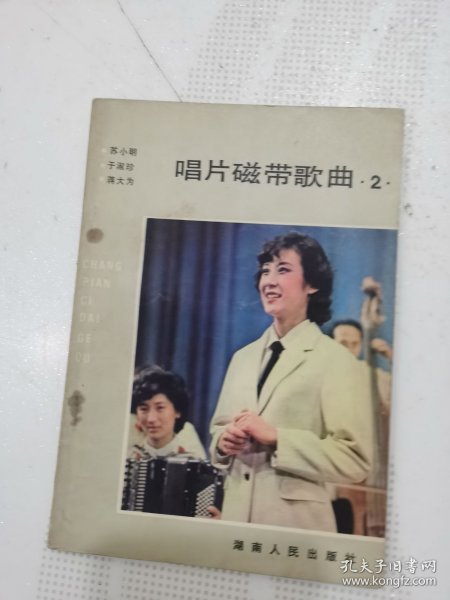 苏小明
于淑珍
蒋大为
唱片磁带歌曲·2·
CHANG
PIAN
CI
DAI
GE
QU
湖南人民出版社
孔夫子旧书网
www.kongfz.com